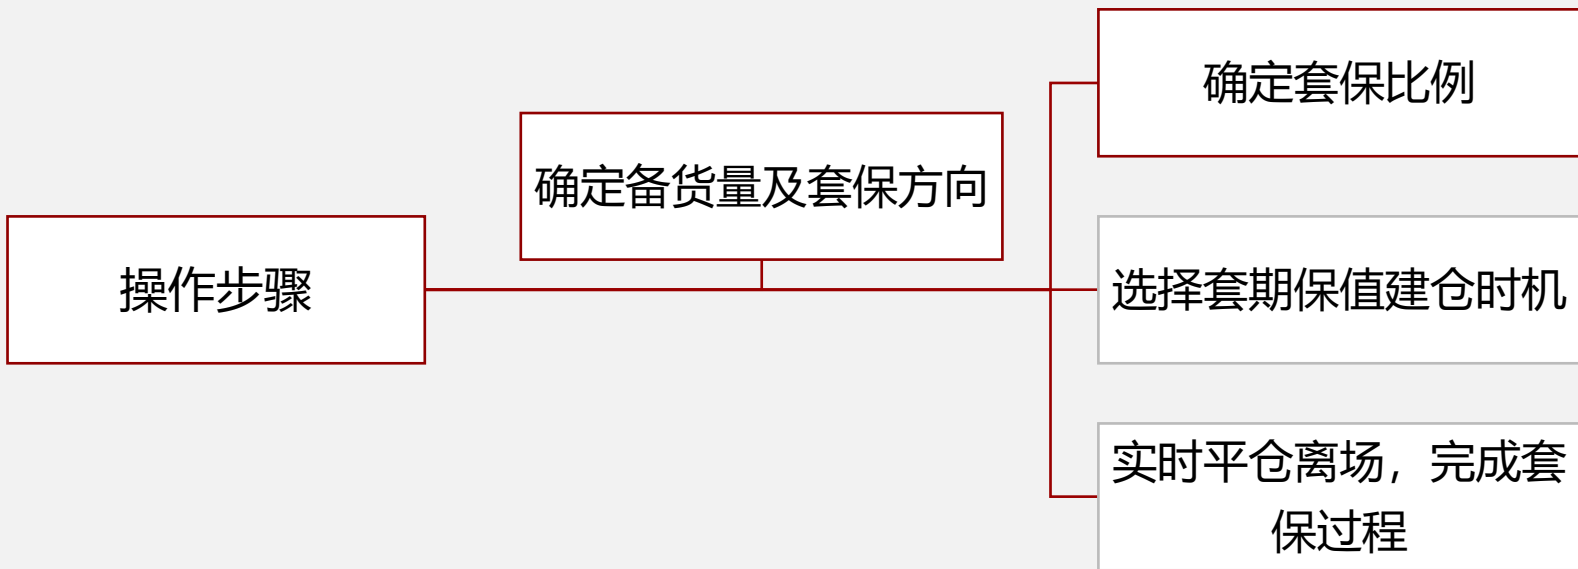 操作步骤
确定备货量及套保方向
确定套保比例
选择套期保值建仓时机
实时平仓离场，完成套
保过程